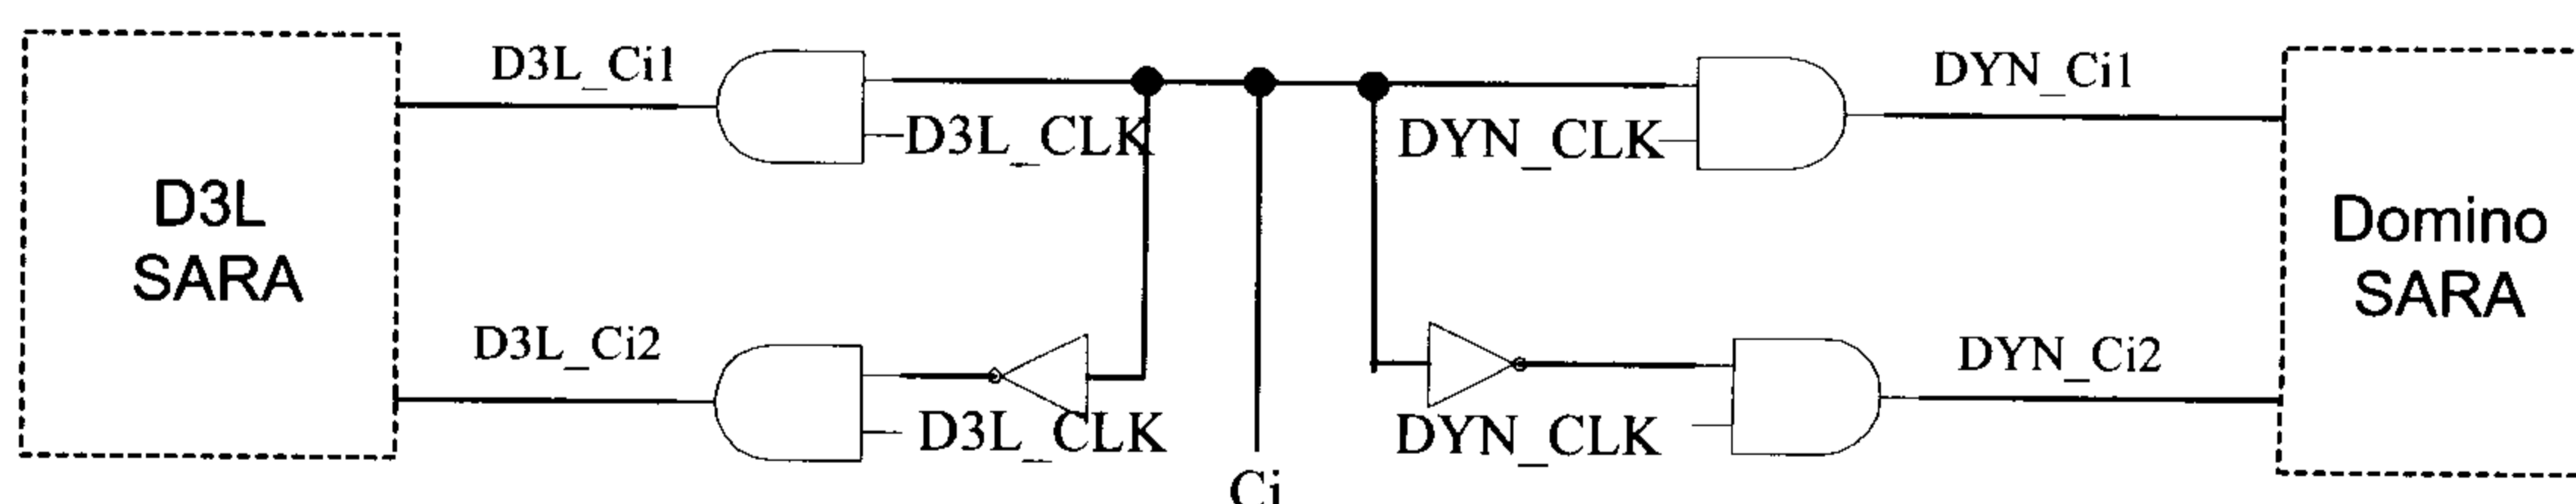 D3L_Ci1
DYN_Ci1
D3L_CLK
DYN_CLK
D3L
SARA
Domino
SARA
D3L_Ci2
DYN_Ci2
D3L_CLK
DYN_CLK
Ci